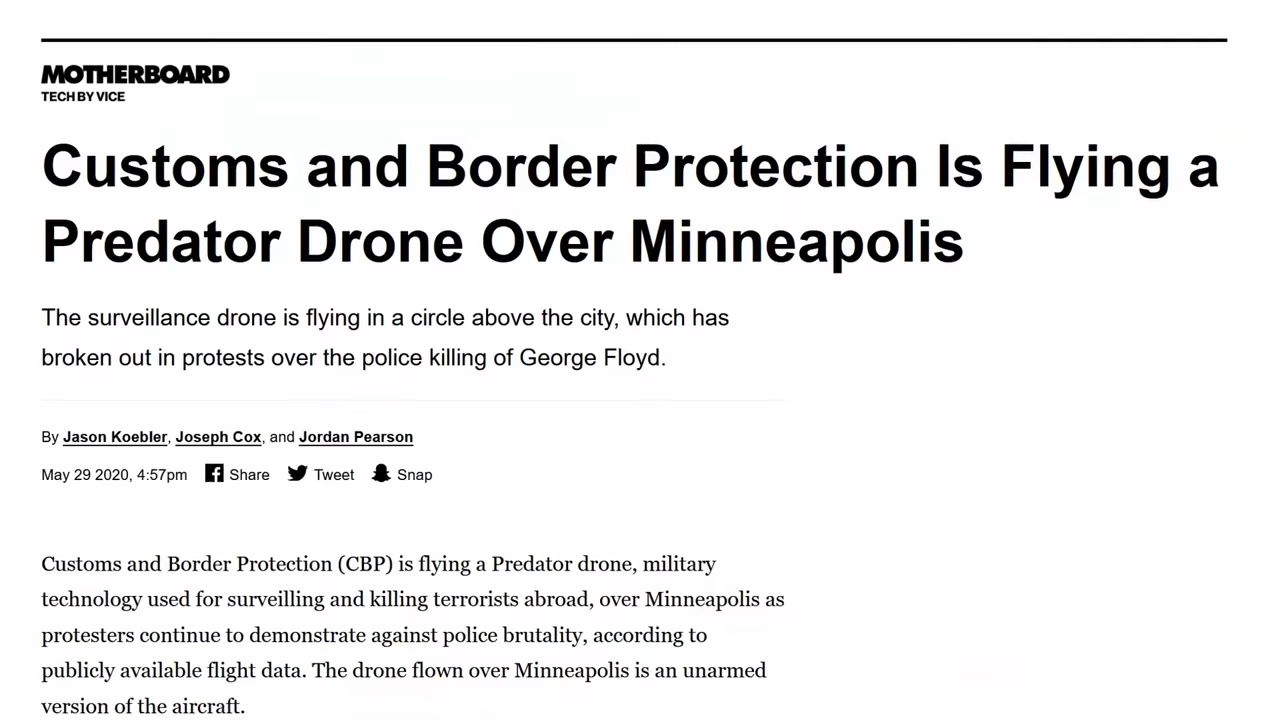 MOTHERBOARD
TECH BY VICE
Customs and Border Protection Is Flying a
Predator Drone Over Minneapolis
The surveillance drone is flying in a circle above the city, which has
broken out in protests over the police killing of George Floyd.
By Jason Koebler, Joseph Cox, and Jordan Pearson
May 29 2020, 4:57pm Share Tweet Snap
Customs and Border Protection (CBP) is flying a Predator drone, military
technology used for surveilling and killing terrorists abroad, over Minneapolis as
protesters continue to demonstrate against police brutality, according to
publicly available flight data. The drone flown over Minneapolis is an unarmed
version of the aircraft.